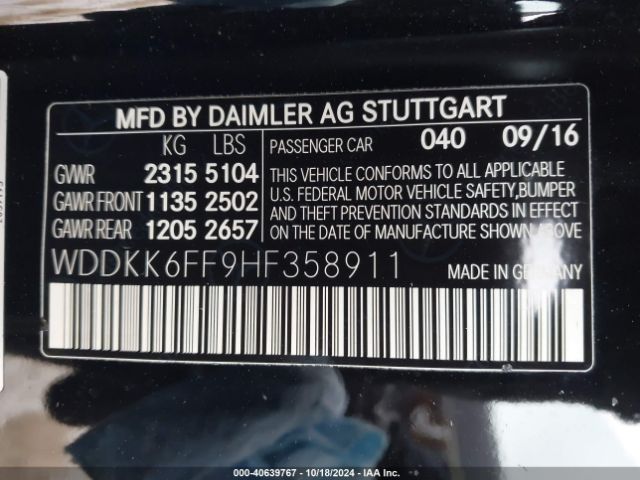 MFD BY DAIMLER AG STUTTGART
KG LBS
PASSENGER CAR 040 09/16
GVWR 2315 5104
GAWR FRONT 1135 2502
GAWR REAR 1205 2657
THIS VEHICLE CONFORMS TO ALL APPLICABLE
U.S. FEDERAL MOTOR VEHICLE SAFETY, BUMPER
AND THEFT PREVENTION STANDARDS IN EFFECT
ON THE DATE OF MANUFACTURE SHOWN ABOVE
WDDKK6FF9HF358911
MADE IN GERMANY
000-40639767 - 10/18/2024 - IAA Inc.